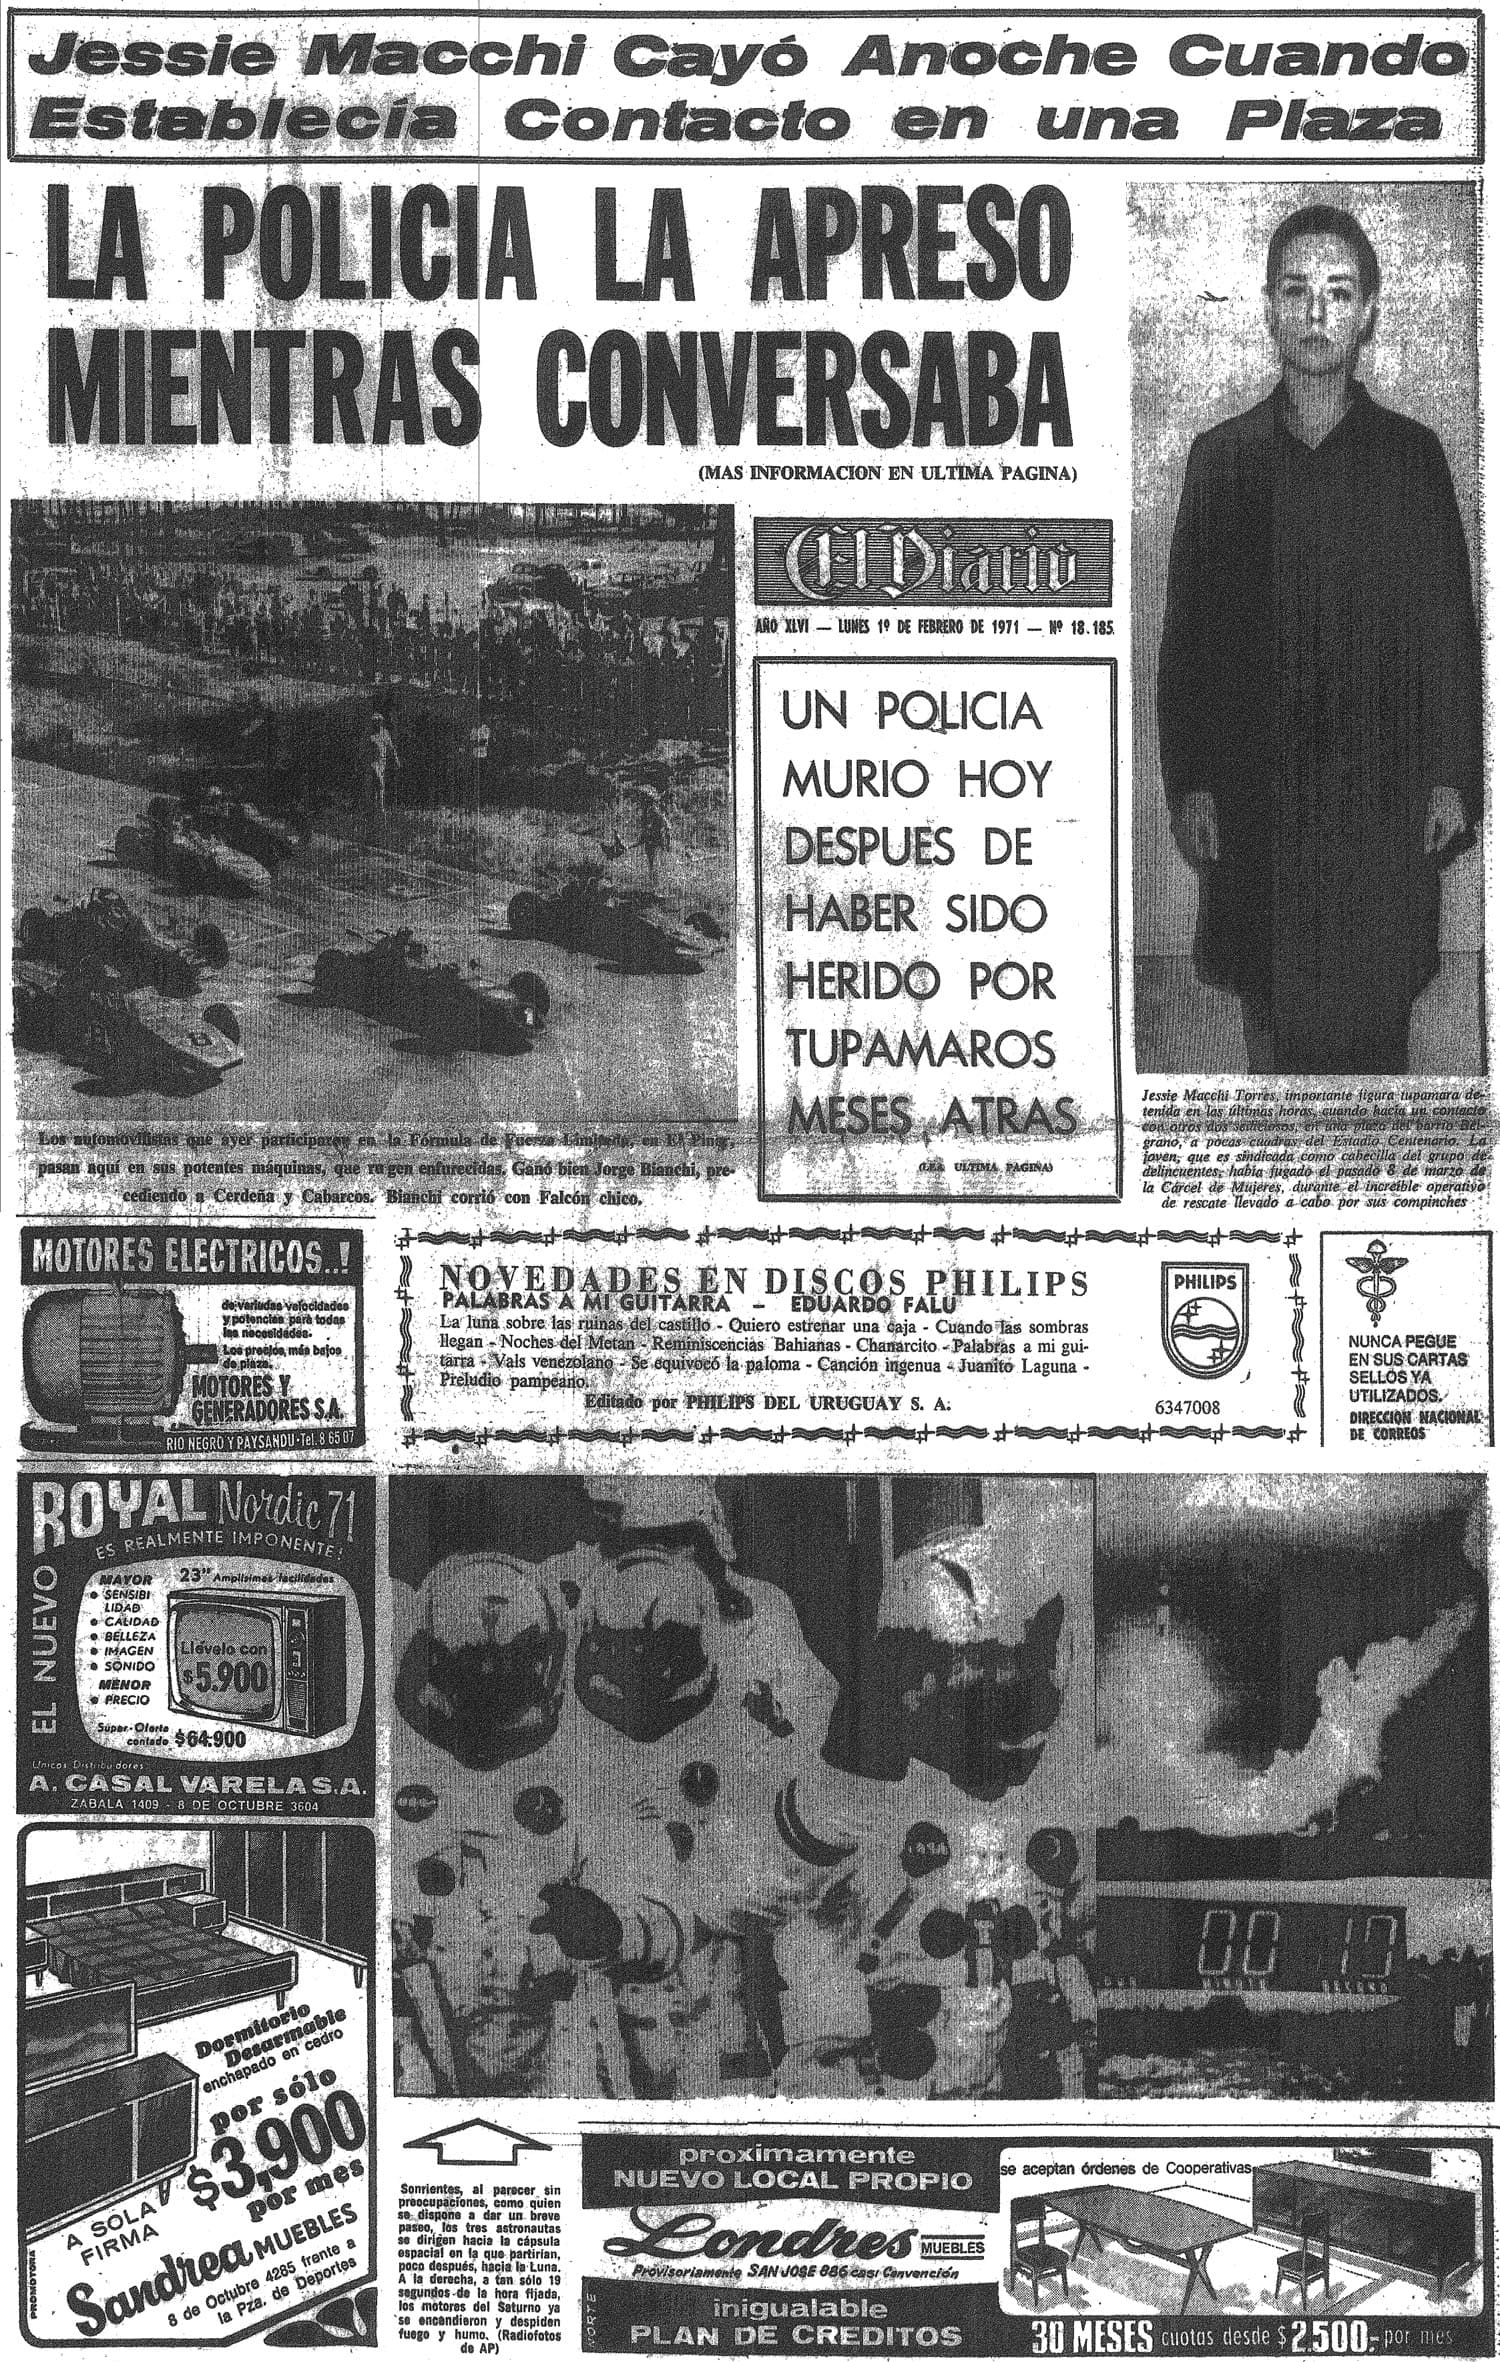 Jessie Macchi Cayó Anoche Cuando
Establecía Contacto en una Plaza
LA POLICIA LA APRESO
MIENTRAS CONVERSABA
(MAS INFORMACION EN ULTIMA PAGINA)
El Diario
AÑO XLVI — LUNES 1º DE FEBRERO DE 1971 — Nº 18.185
UN POLICIA
MURIO HOY
DESPUES DE
HABER SIDO
HERIDO POR
TUPAMAROS
MESES ATRAS
(LEA ULTIMA PAGINA)
Jessie Macchi Torres, importante figura tupamara de-
tenida en las últimas horas, cuando hacía un contacto
con otros dos sediciosos, en una plaza del barrio Bel-
grano, a pocas cuadras del Estadio Centenario. La
joven, que es sindicada como cabecilla del grupo de
delincuentes, había fugado el pasado 8 de marzo de
la Cárcel de Mujeres, durante el increíble operativo
de rescate llevado a cabo por sus compinches
Los automovilistas que ayer participaron en la Fórmula de Fuerza Limitada, en El Pinar,
pasan aquí en sus potentes máquinas, que rugen enfurecidas. Ganó bien Jorge Bianchi, pre-
cediendo a Cerdeña y Cabarcos. Bianchi corrió con Falcón chico.
MOTORES ELECTRICOS..!
de variadas velocidades
y potencias para todas
las necesidades.
Los precios más bajos
de plaza.
MOTORES Y
GENERADORES S.A.
RIO NEGRO Y PAYSANDU - Tel. 8 65 07
NOVEDADES EN DISCOS PHILIPS
PALABRAS A MI GUITARRA - EDUARDO FALU
La luna sobre las ruinas del castillo - Quiero estrenar una caja - Cuando las sombras
llegan - Noches del Metan - Reminiscencias Bahianas - Chanarcito - Palabras a mi gui-
tarra - Vals venezolano - Se equivocó la paloma - Canción ingenua - Juanito Laguna -
Preludio pampeano.
Editado por PHILIPS DEL URUGUAY S. A.
PHILIPS
6347008
NUNCA PEGUE
EN SUS CARTAS
SELLOS YA
UTILIZADOS.
DIRECCION NACIONAL
DE CORREOS
EL NUEVO
ROYAL Nordic 71
ES REALMENTE IMPONENTE!
23" Amplísimas facilidades
MAYOR
• SENSIBI
LIDAD
• CALIDAD
• BELLEZA
• IMAGEN
• SONIDO
MENOR
• PRECIO
Llévelo con
$5.900
Súper-Oferta
contado $64.900
Unicos Distribuidores
A. CASAL VARELA S.A.
ZABALA 1409 - 8 DE OCTUBRE 3604
00 19
MINUTE SECOND
Dormitorio
Desarmable
enchapado en cedro
por sólo
$3,900
por mes
A SOLA
FIRMA
Sandrea MUEBLES
8 de Octubre 4285 frente a
la Pza. de Deportes
PROMOTORA
Sonrientes, al parecer sin
preocupaciones, como quien
se dispone a dar un breve
paseo, los tres astronautas
se dirigen hacia la cápsula
espacial en la que partirían,
poco después, hacia la Luna.
A la derecha, a tan sólo 19
segundos de la hora fijada,
los motores del Saturno ya
se encendieron y despiden
fuego y humo. (Radiofotos
de AP)
proximamente
NUEVO LOCAL PROPIO
Londres MUEBLES
Provisoriamente SAN JOSE 886 casi Convención
inigualable
PLAN DE CREDITOS
NORTE
se aceptan órdenes de Cooperativas
30 MESES cuotas desde $2.500.- por mes